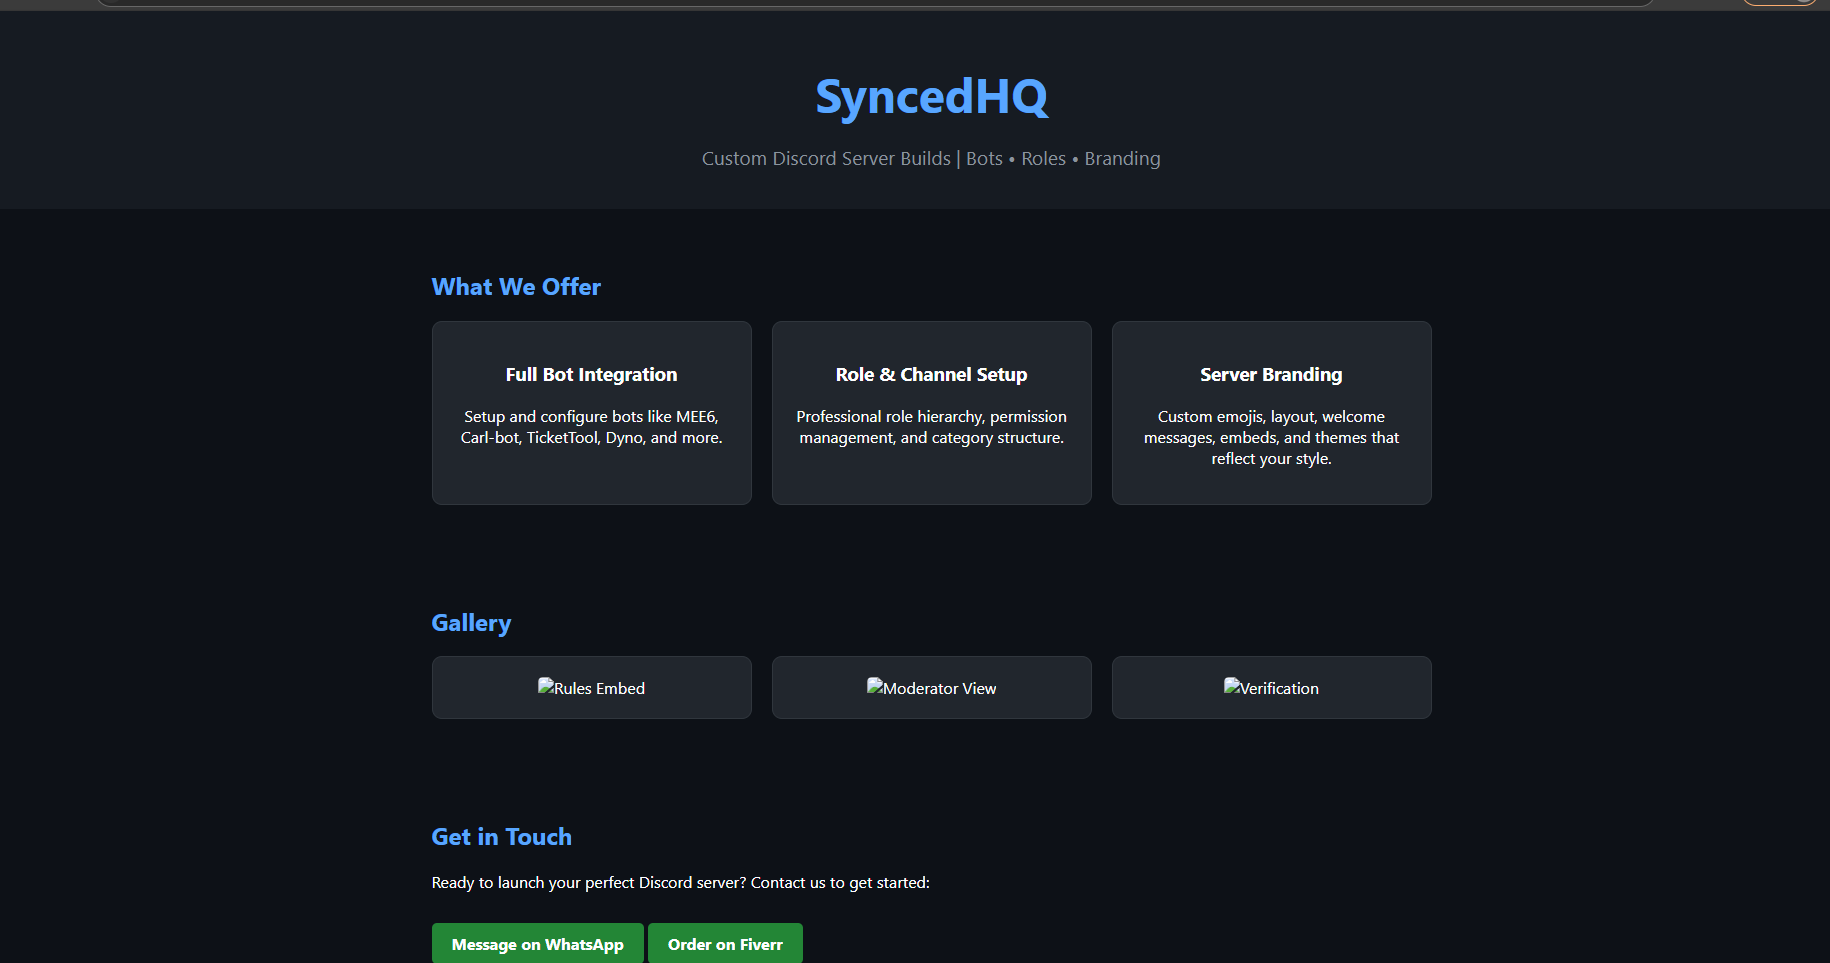 SyncedHQ
Custom Discord Server Builds | Bots • Roles • Branding
What We Offer
Full Bot Integration
Setup and configure bots like MEE6,
Carl-bot, TicketTool, Dyno, and more.
Role & Channel Setup
Professional role hierarchy, permission
management, and category structure.
Server Branding
Custom emojis, layout, welcome
messages, embeds, and themes that
reflect your style.
Gallery
Rules Embed
Moderator View
Verification
Get in Touch
Ready to launch your perfect Discord server? Contact us to get started:
Message on WhatsApp
Order on Fiverr